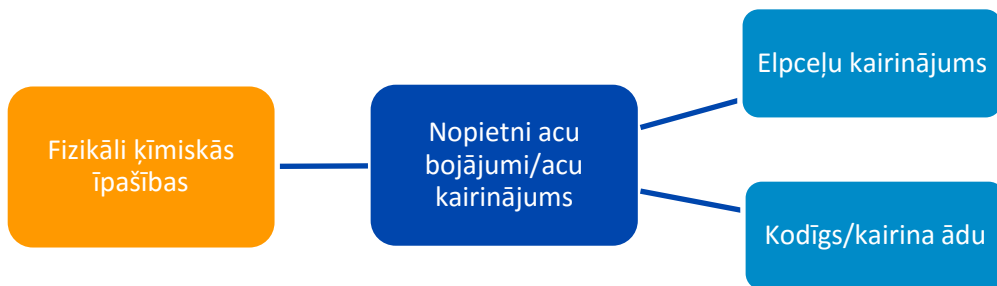 Fizikāli ķīmiskās
īpašības
Nopietni acu
bojājumi/acu
kairinājums
Elpceļu kairinājums
Kodīgs/kairina ādu